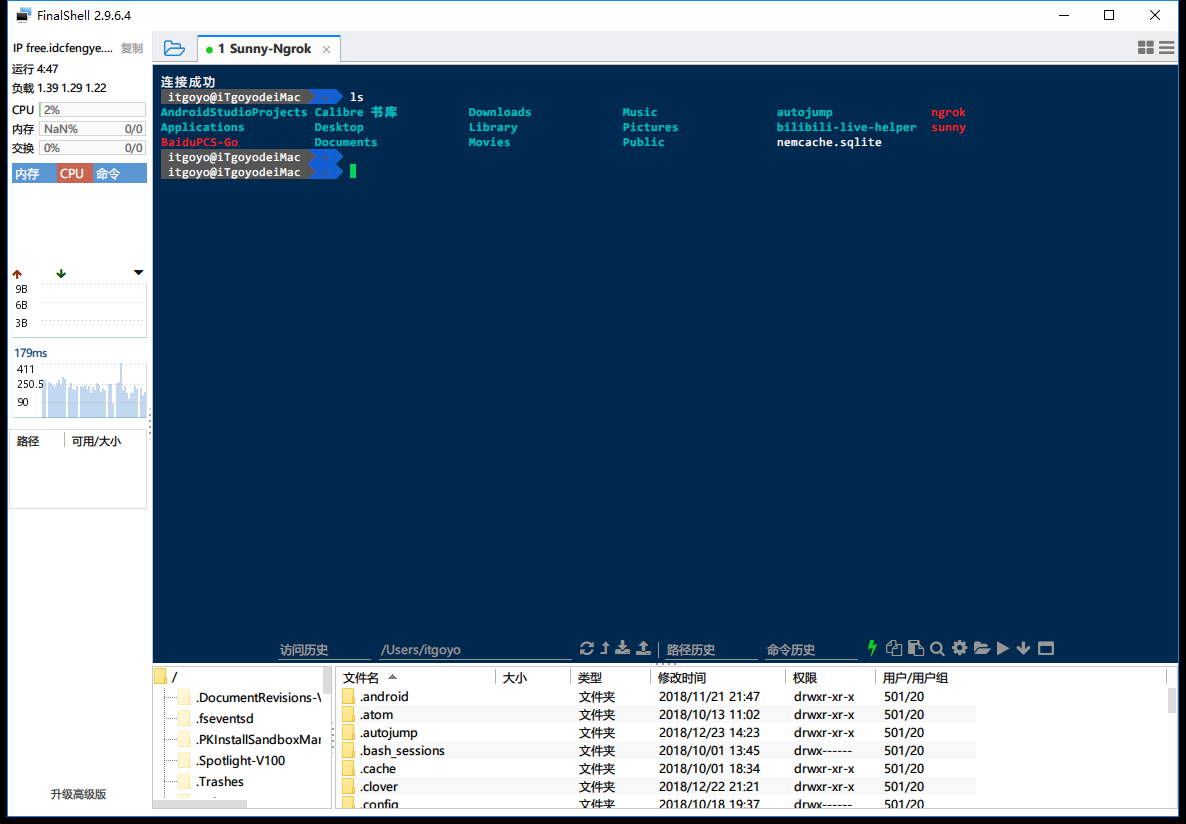 FinalShell 2.9.6.4
IP free.idcfengye.... 复制
1 Sunny-Ngrok
运行 4:47
负载 1.39 1.29 1.22
CPU 2%
内存 NaN% 0/0
交换 0% 0/0
内存 CPU 命令
9B
6B
3B
179ms
411
250.5
90
路径 可用/大小
升级高级版
连接成功
itgoyo@iTgoyodeiMac ~ ls
AndroidStudioProjects Calibre 书库 Downloads Music autojump ngrok
Applications Desktop Library Pictures bilibili-live-helper sunny
BaiduPCS-Go Documents Movies Public nemcache.sqlite
itgoyo@iTgoyodeiMac ~
itgoyo@iTgoyodeiMac ~
访问历史 /Users/itgoyo 路径历史 命令历史
/
.DocumentRevisions-V
.fseventsd
.PKInstallSandboxMar
.Spotlight-V100
.Trashes
文件名 大小 类型 修改时间 权限 用户/用户组
.android 文件夹 2018/11/21 21:47 drwxr-xr-x 501/20
.atom 文件夹 2018/10/13 11:02 drwxr-xr-x 501/20
.autojump 文件夹 2018/12/23 14:23 drwxr-xr-x 501/20
.bash_sessions 文件夹 2018/10/01 13:45 drwx------ 501/20
.cache 文件夹 2018/10/01 18:34 drwxr-xr-x 501/20
.clover 文件夹 2018/12/22 21:21 drwxr-xr-x 501/20
.config 文件夹 2018/10/18 19:37 drwx------ 501/20